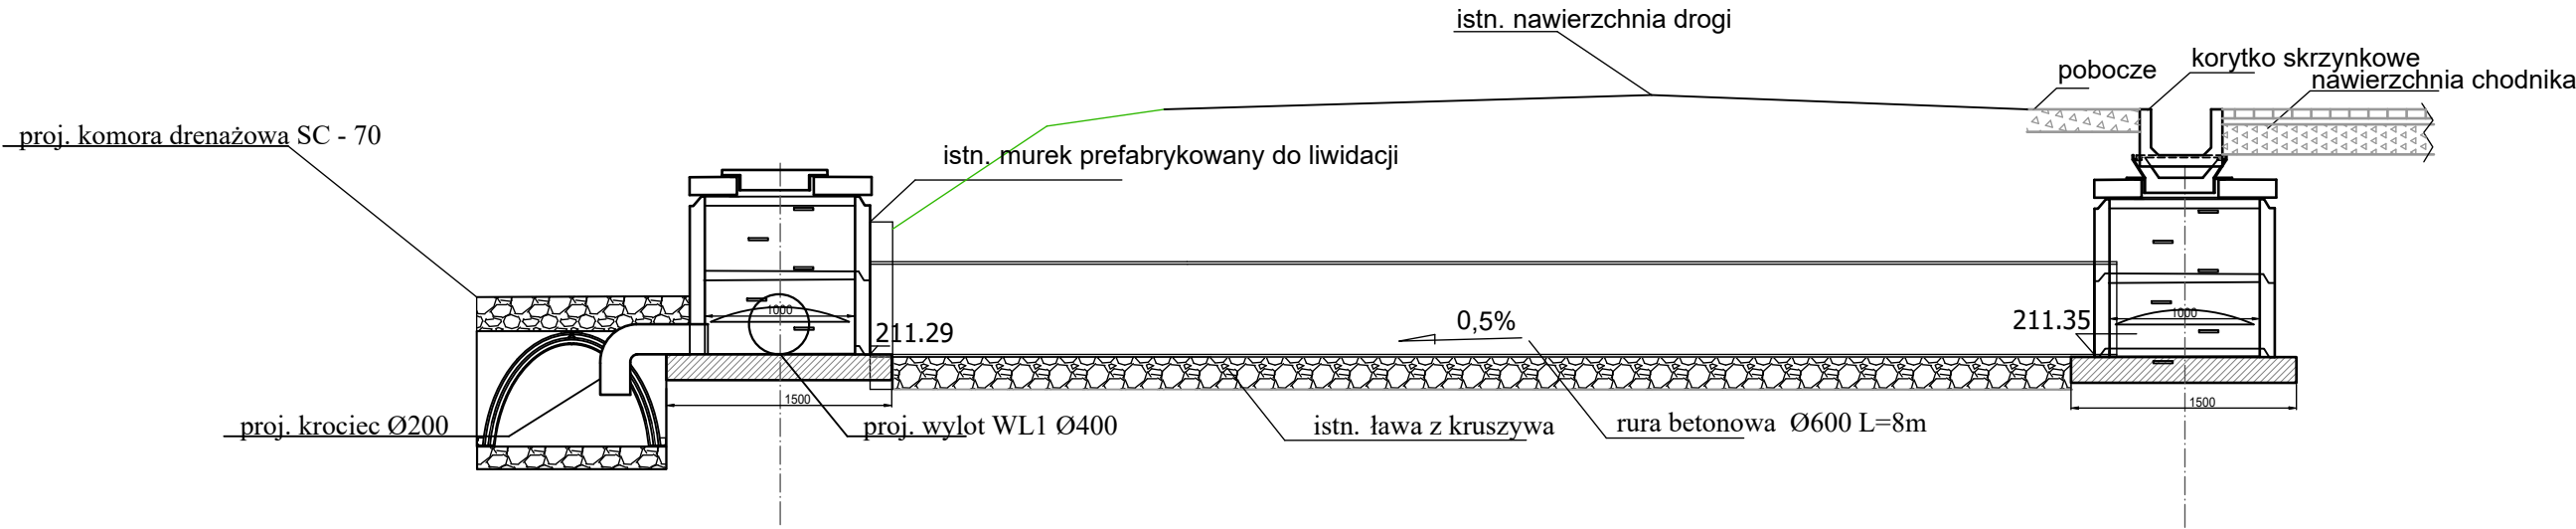 istn. nawierzchnia drogi
korytko skrzynkowe
pobocze
nawierzchnia chodnika
proj. komora drenażowa SC - 70
istn. murek prefabrykowany do liwidacji
1000
1000
211.29
0,5%
211.35
1500
1500
proj. krociec Ø200
proj. wylot WL1 Ø400
istn. ława z kruszywa
rura betonowa Ø600 L=8m